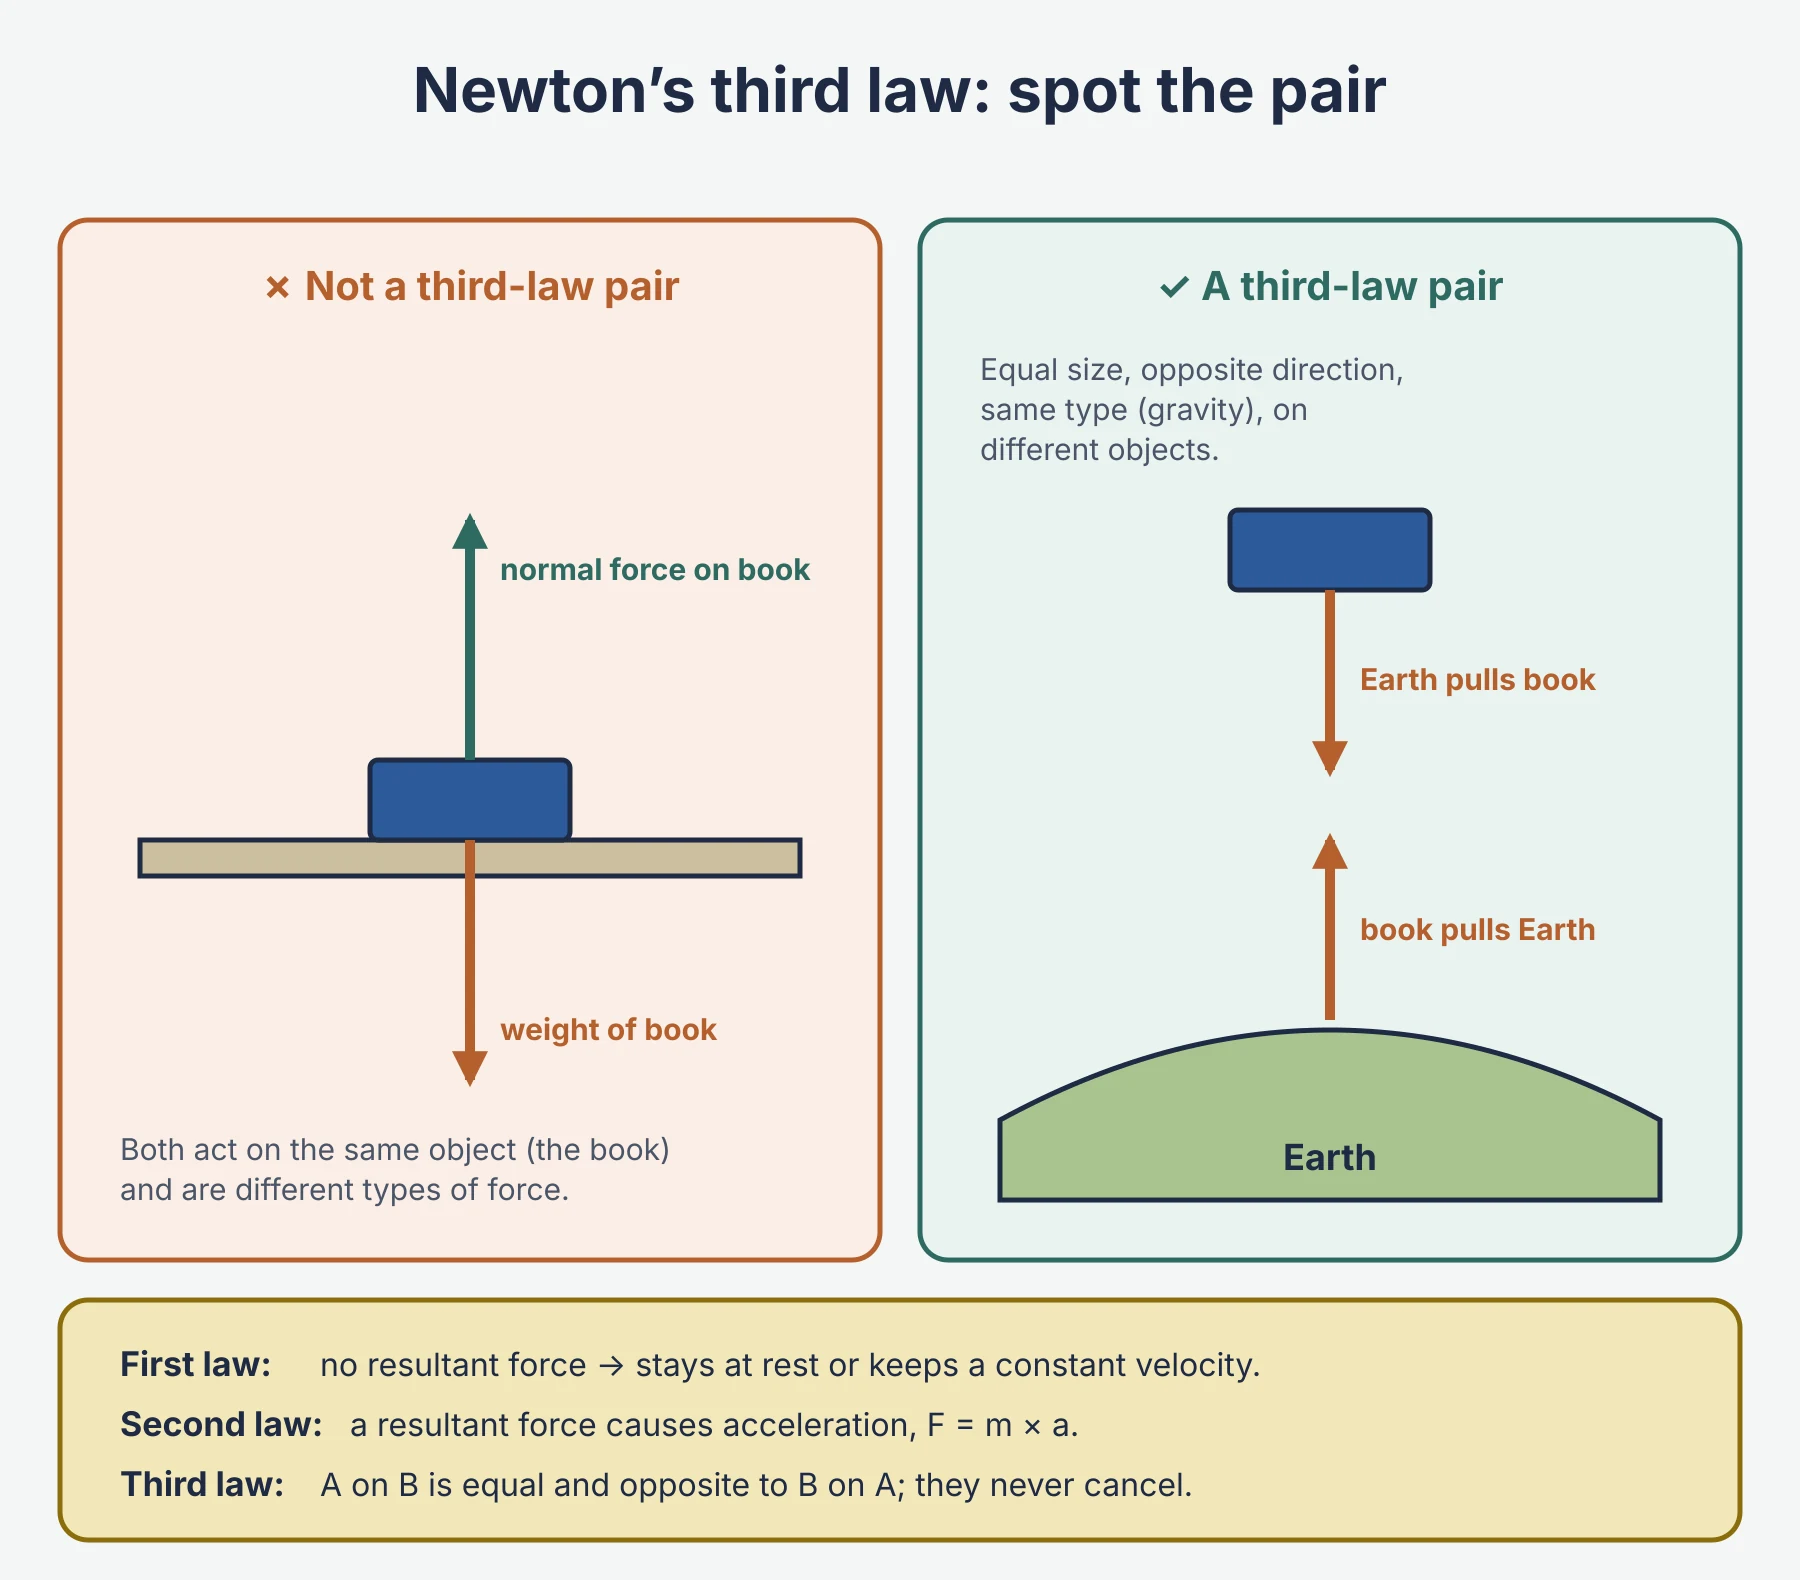 Newton’s third law: spot the pair
× Not a third-law pair
normal force on book
weight of book
Both act on the same object (the book)
and are different types of force.
✓ A third-law pair
Equal size, opposite direction,
same type (gravity), on
different objects.
Earth pulls book
book pulls Earth
Earth
First law: no resultant force → stays at rest or keeps a constant velocity.
Second law: a resultant force causes acceleration, F = m × a.
Third law: A on B is equal and opposite to B on A; they never cancel.